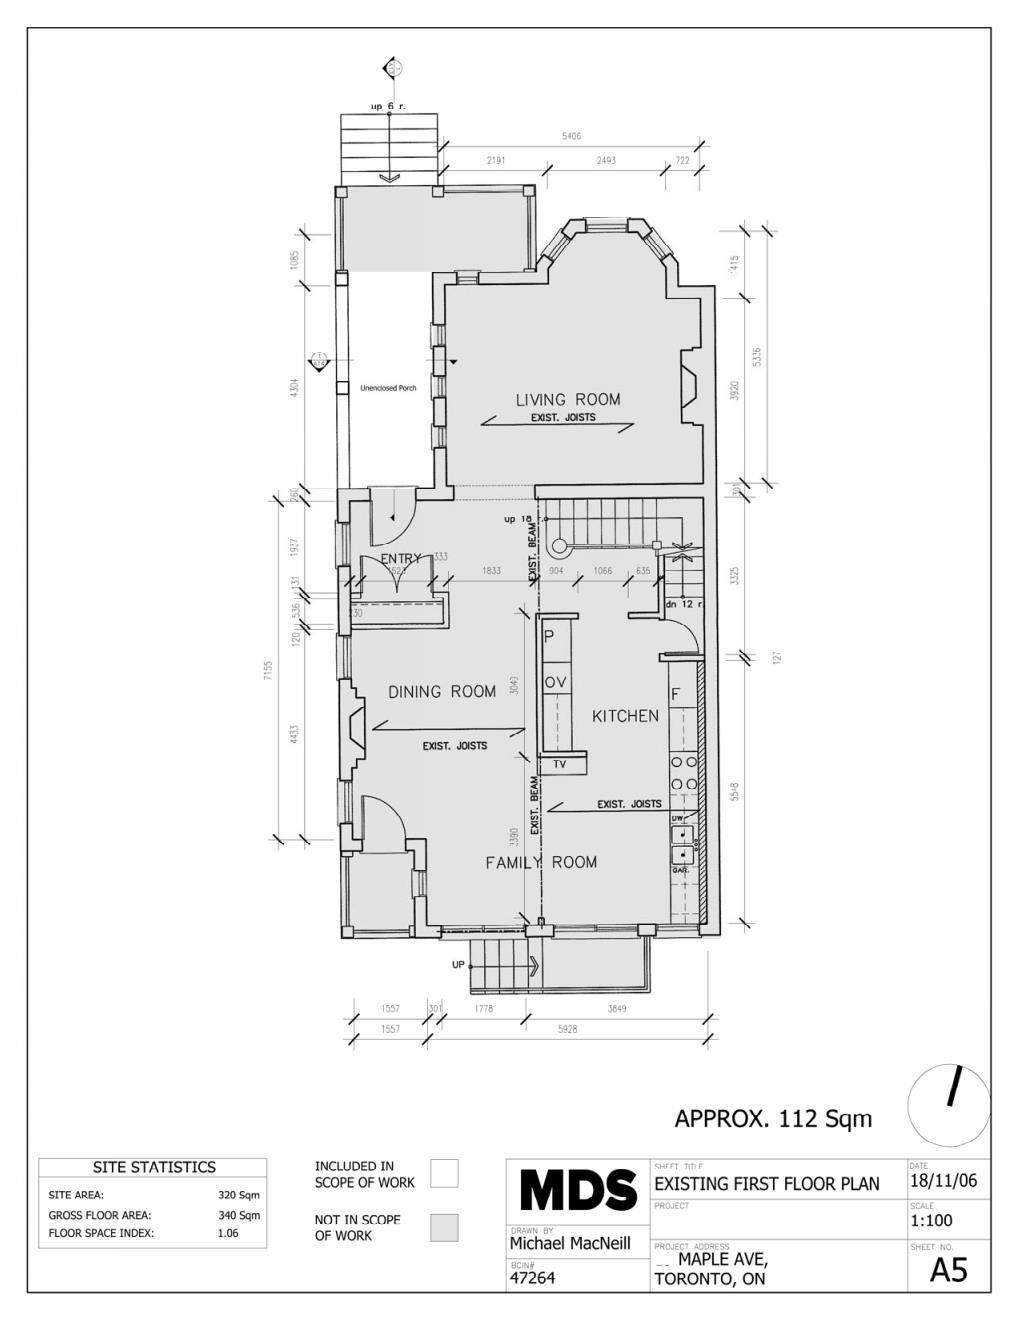 up 6 r.
5406
2191
2493
722
1085
1415
5336
Unenclosed Porch
4304
3920
LIVING ROOM
EXIST. JOISTS
260
301
up 18 r.
EXIST. BEAM
1937
ENTRY
333
1523
1833
904
1066
635
3325
131
536
230
dn 12 r.
120
P
127
7155
DINING ROOM
3040
OV
F
KITCHEN
4433
EXIST. JOISTS
TV
EXIST. BEAM
EXIST. JOISTS
5548
DW
3390
FAMILY ROOM
GAR.
UP
1557
301
1778
3849
1557
5928
APPROX. 112 Sqm
SITE STATISTICS
SITE AREA: 320 Sqm
GROSS FLOOR AREA: 340 Sqm
FLOOR SPACE INDEX: 1.06
INCLUDED IN
SCOPE OF WORK
NOT IN SCOPE
OF WORK
MDS
DRAWN BY
Michael MacNeill
BCIN#
47264
SHEET TITLE
EXISTING FIRST FLOOR PLAN
PROJECT
PROJECT ADDRESS
MAPLE AVE,
TORONTO, ON
DATE
18/11/06
SCALE
1:100
SHEET NO.
A5